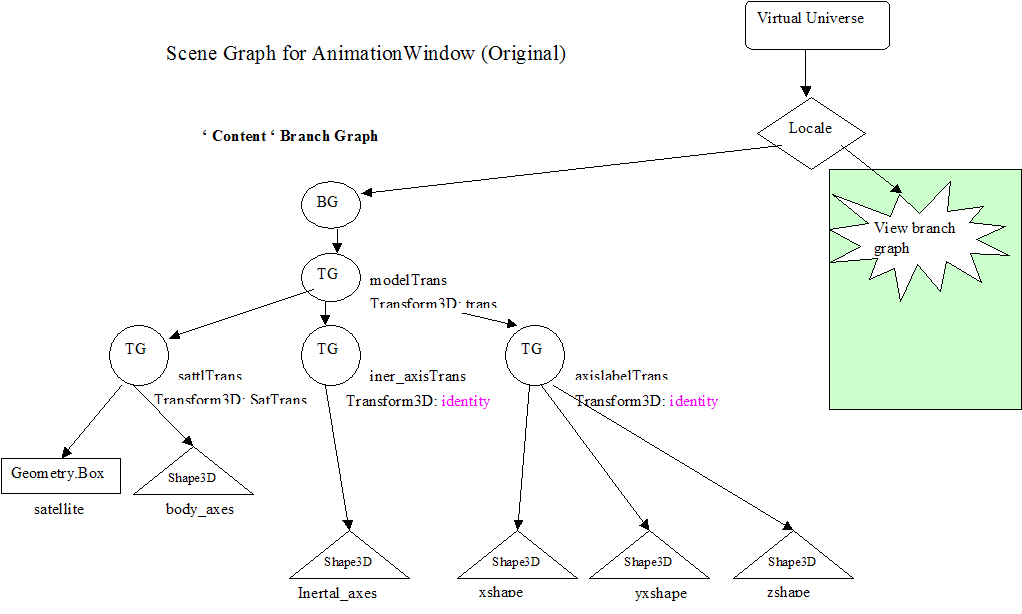 Virtual Universe
Scene Graph for AnimationWindow (Original)
Locale
‘ Content ‘ Branch Graph
BG
View branch
graph
TG
modelTrans
Transform3D: trans
TG
TG
TG
sattlTrans
iner_axisTrans
axislabelTrans
Transform3D: SatTrans
Transform3D: identity
Transform3D: identity
Geometry.Box
Shape3D
satellite
body_axes
Shape3D
Shape3D
Shape3D
Shape3D
Inertal_axes
xshape
yxshape
zshape